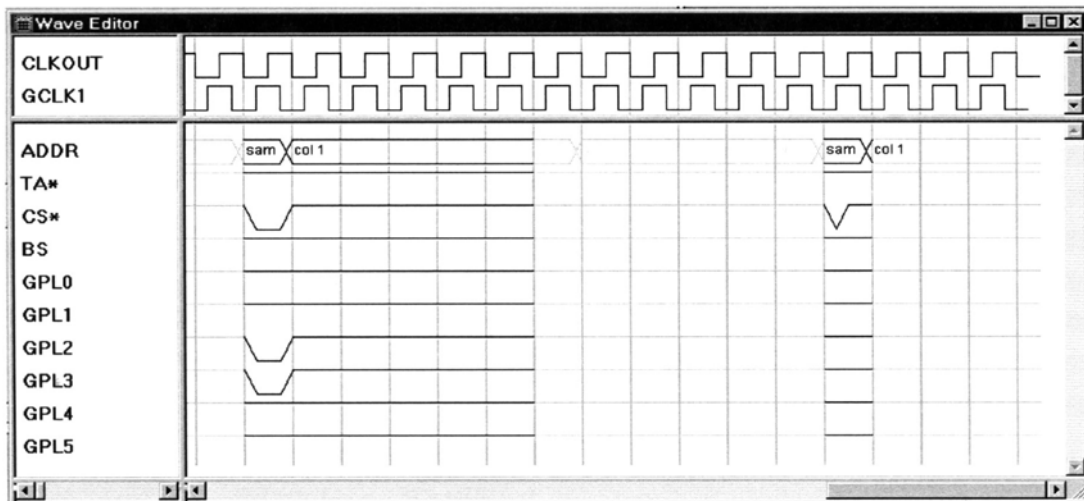 Wave Editor
CLKOUT
GCLK1
ADDR sam col 1 sam col 1
TA*
CS*
BS
GPL0
GPL1
GPL2
GPL3
GPL4
GPL5